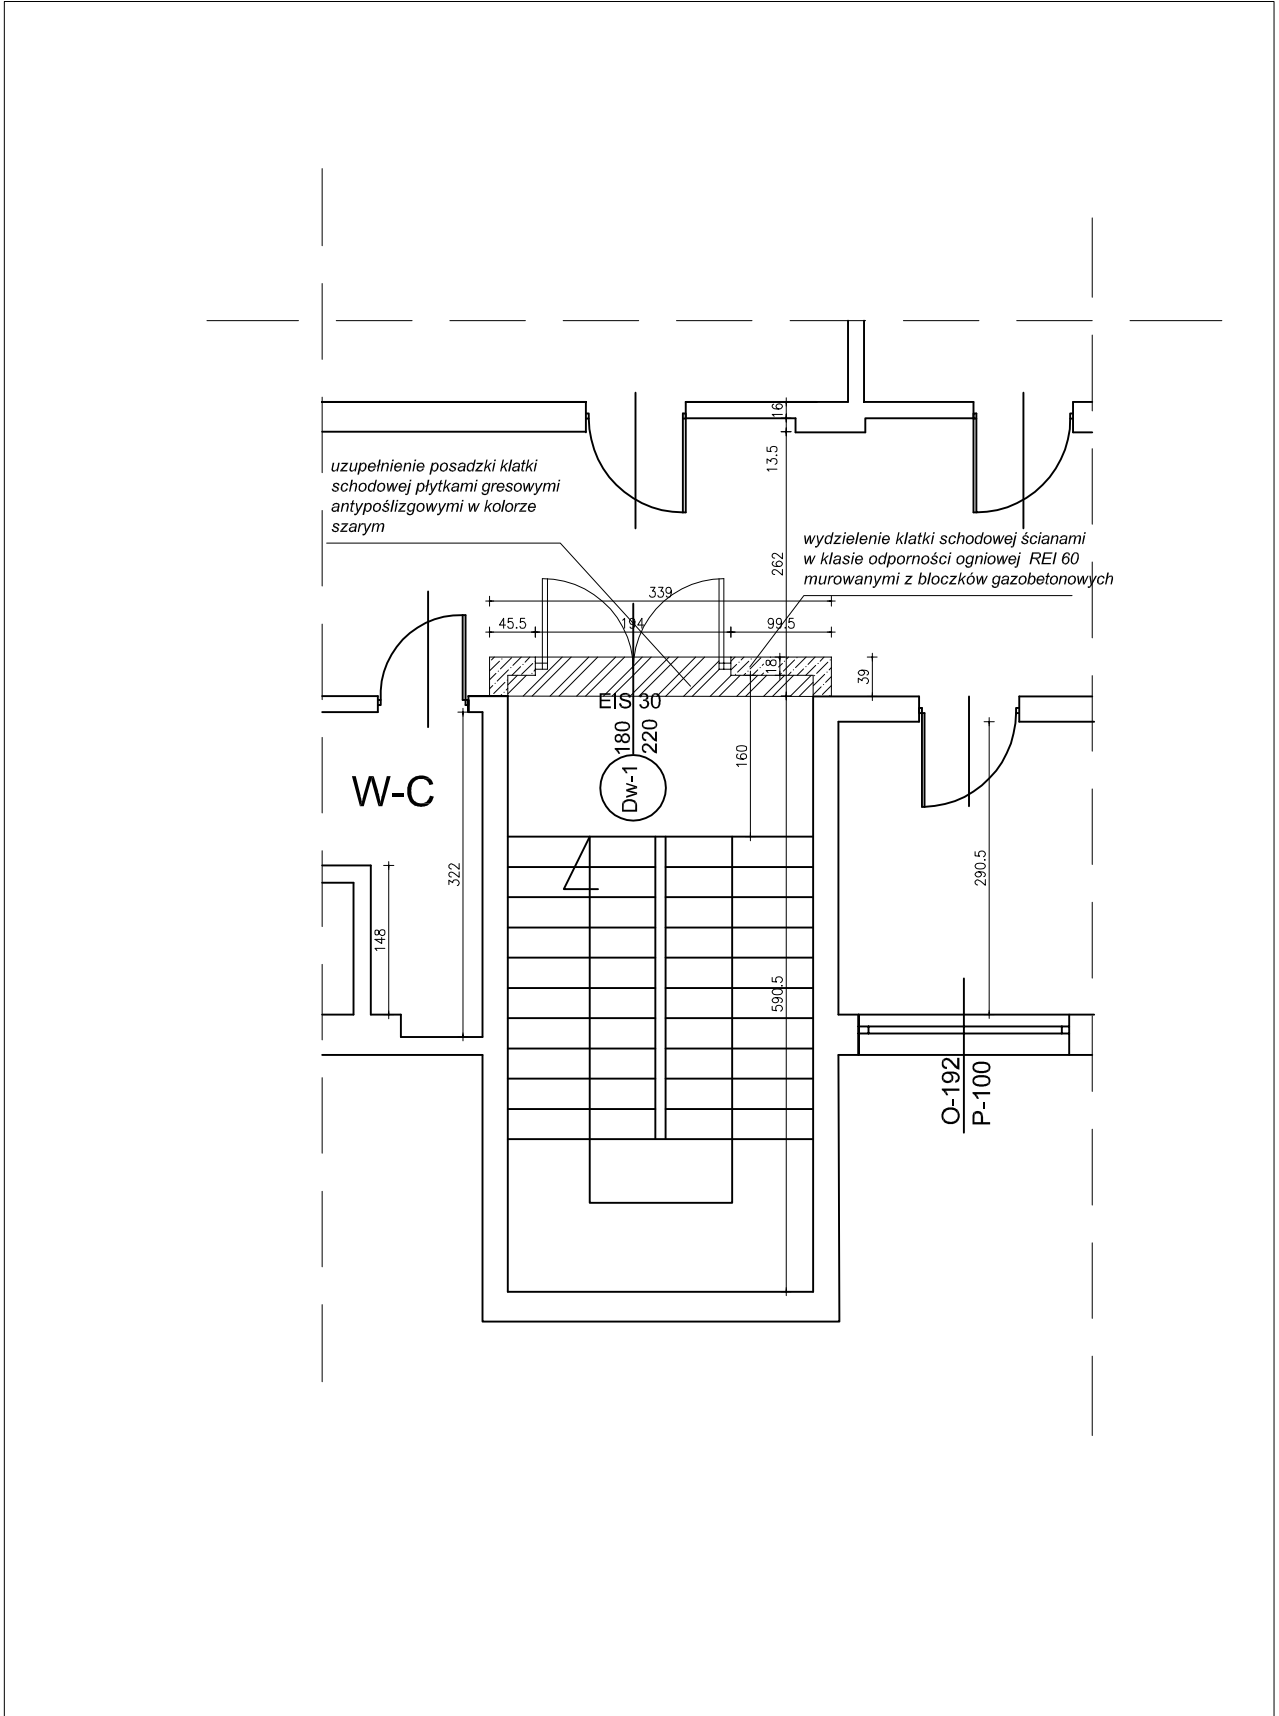 16
13.5
uzupełnienie posadzki klatki
schodowej płytkami gresowymi
antypoślizgowymi w kolorze
szarym
wydzielenie klatki schodowej ścianami
w klasie odporności ogniowej REI 60
murowanymi z bloczków gazobetonowych
262
339
45.5
194
99.5
18
39
EIS 30
180
220
Dw-1
160
W-C
322
290.5
148
590.5
O-192
P-100